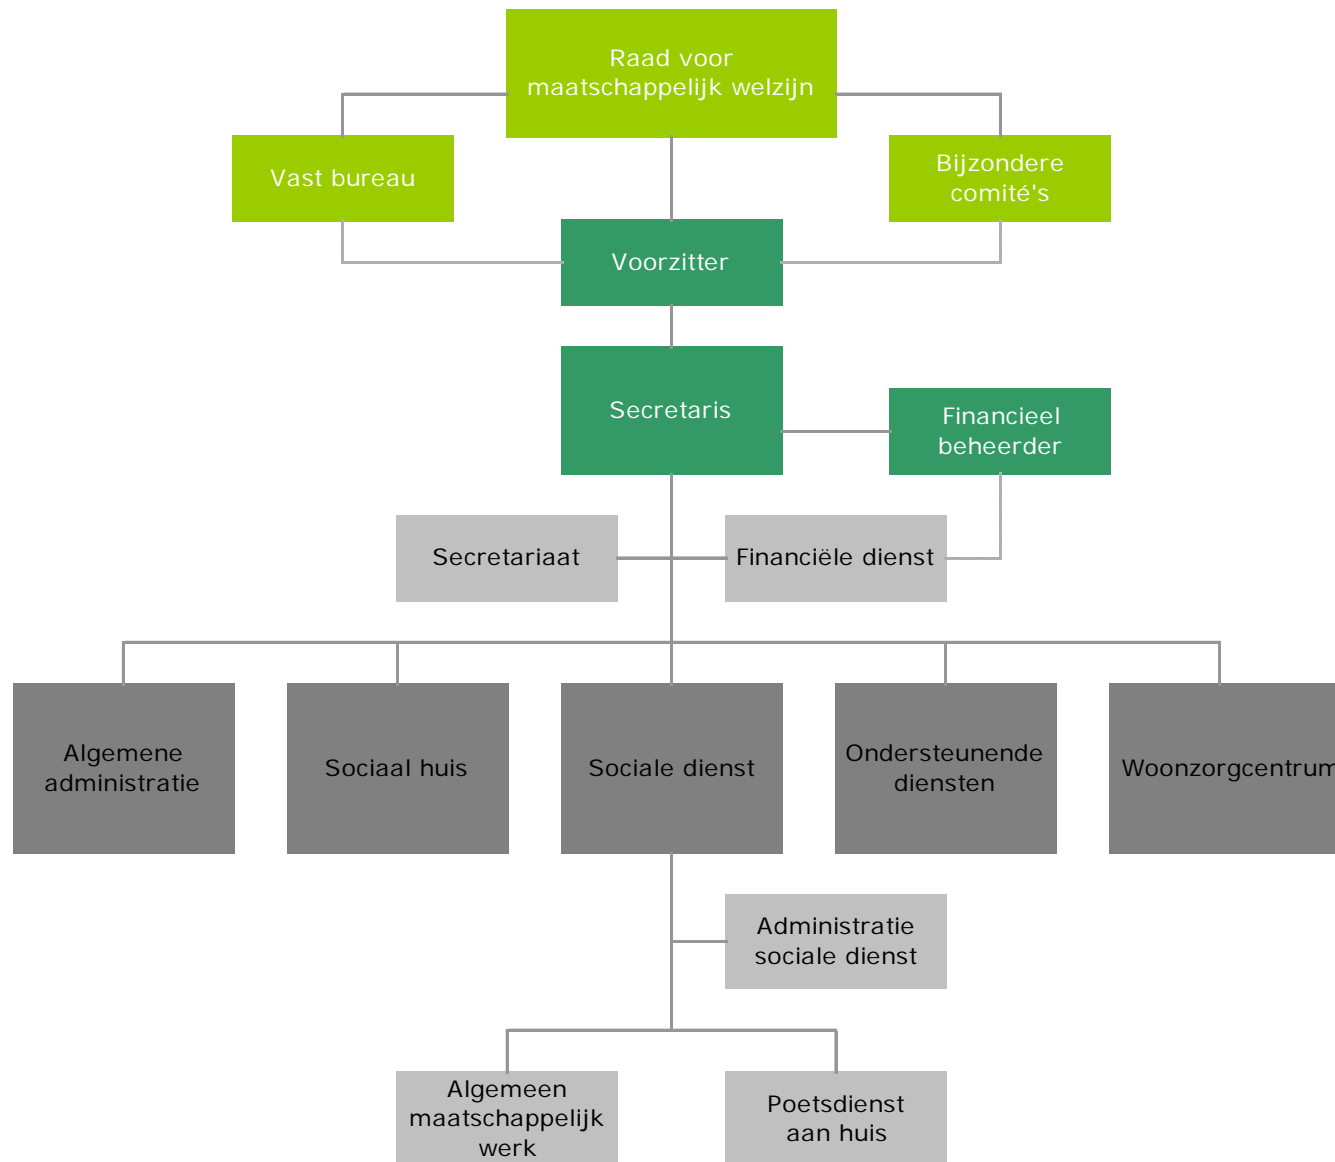 Raad voor
maatschappelijk welzijn
Vast bureau
Bijzondere
comité's
Voorzitter
Secretaris
Financieel
beheerder
Secretariaat
Financiële dienst
Algemene
administratie
Sociaal huis
Sociale dienst
Ondersteunende
diensten
Woonzorgcentrum
Administratie
sociale dienst
Algemeen
maatschappelijk
werk
Poetsdienst
aan huis